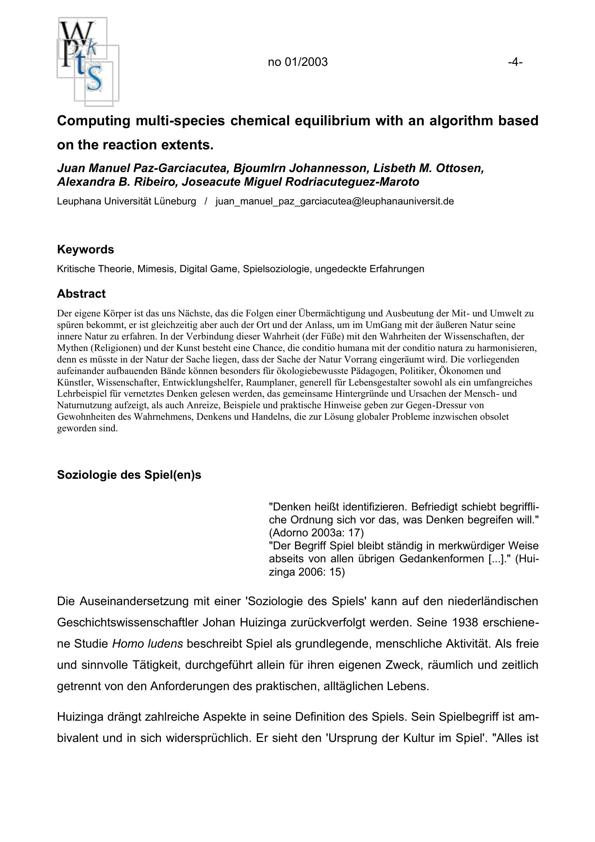 W
Pkt
S
no 01/2003 -4-
Computing multi-species chemical equilibrium with an algorithm based
on the reaction extents.
Juan Manuel Paz-Garciacutea, Bjoumlrn Johannesson, Lisbeth M. Ottosen,
Alexandra B. Ribeiro, Joseacute Miguel Rodriacuteguez-Maroto
Leuphana Universität Lüneburg / juan_manuel_paz_garciacutea@leuphanauniversit.de
Keywords
Kritische Theorie, Mimesis, Digital Game, Spielsoziologie, ungedeckte Erfahrungen
Abstract
Der eigene Körper ist das uns Nächste, das die Folgen einer Übermächtigung und Ausbeutung der Mit- und Umwelt zu
spüren bekommt, er ist gleichzeitig aber auch der Ort und der Anlass, um im UmGang mit der äußeren Natur seine
innere Natur zu erfahren. In der Verbindung dieser Wahrheit (der Füße) mit den Wahrheiten der Wissenschaften, der
Mythen (Religionen) und der Kunst besteht eine Chance, die conditio humana mit der conditio natura zu harmonisieren,
denn es müsste in der Natur der Sache liegen, dass der Sache der Natur Vorrang eingeräumt wird. Die vorliegenden
aufeinander aufbauenden Bände können besonders für ökologiebewusste Pädagogen, Politiker, Ökonomen und
Künstler, Wissenschafter, Entwicklungshelfer, Raumplaner, generell für Lebensgestalter sowohl als ein umfangreiches
Lehrbeispiel für vernetztes Denken gelesen werden, das gemeinsame Hintergründe und Ursachen der Mensch- und
Naturnutzung aufzeigt, als auch Anreize, Beispiele und praktische Hinweise geben zur Gegen-Dressur von
Gewohnheiten des Wahrnehmens, Denkens und Handelns, die zur Lösung globaler Probleme inzwischen obsolet
geworden sind.
Soziologie des Spiel(en)s
"Denken heißt identifizieren. Befriedigt schiebt begriffli-
che Ordnung sich vor das, was Denken begreifen will."
(Adorno 2003a: 17)
"Der Begriff Spiel bleibt ständig in merkwürdiger Weise
abseits von allen übrigen Gedankenformen [...]." (Hui-
zinga 2006: 15)
Die Auseinandersetzung mit einer 'Soziologie des Spiels' kann auf den niederländischen
Geschichtswissenschaftler Johan Huizinga zurückverfolgt werden. Seine 1938 erschiene-
ne Studie Homo ludens beschreibt Spiel als grundlegende, menschliche Aktivität. Als freie
und sinnvolle Tätigkeit, durchgeführt allein für ihren eigenen Zweck, räumlich und zeitlich
getrennt von den Anforderungen des praktischen, alltäglichen Lebens.
Huizinga drängt zahlreiche Aspekte in seine Definition des Spiels. Sein Spielbegriff ist am-
bivalent und in sich widersprüchlich. Er sieht den 'Ursprung der Kultur im Spiel'. "Alles ist